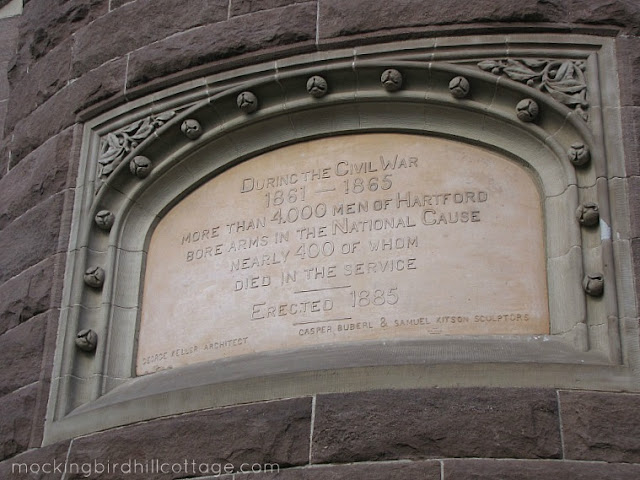 DURING THE CIVIL WAR
1861 — 1865
MORE THAN 4,000 MEN OF HARTFORD
BORE ARMS IN THE NATIONAL CAUSE
NEARLY 400 OF WHOM
DIED IN THE SERVICE
ERECTED 1885
GEORGE KELLER ARCHITECT
CASPER BUBERL & SAMUEL KITSON SCULPTORS
mockingbirdhillcottage.com